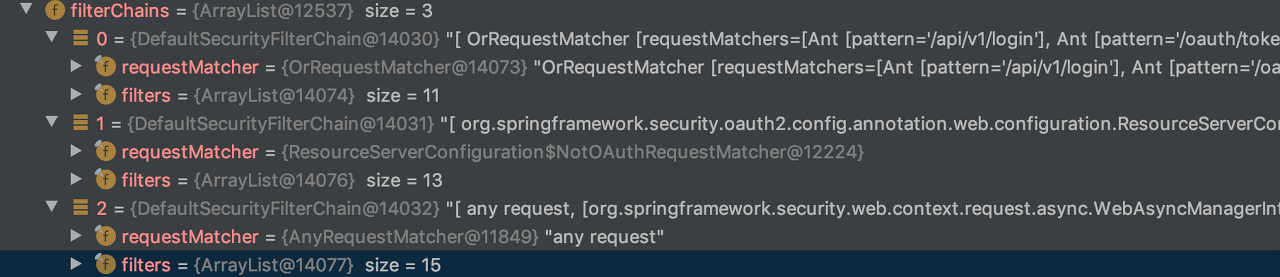 filterChains = {ArrayList@12537} size = 3
0 = {DefaultSecurityFilterChain@14030} "[ OrRequestMatcher [requestMatchers=[Ant [pattern='/api/v1/login'], Ant [pattern='/oauth/toke
requestMatcher = {OrRequestMatcher@14073} "OrRequestMatcher [requestMatchers=[Ant [pattern='/api/v1/login'], Ant [pattern='/oa
filters = {ArrayList@14074} size = 11
1 = {DefaultSecurityFilterChain@14031} "[ org.springframework.security.oauth2.config.annotation.web.configuration.ResourceServerCo
requestMatcher = {ResourceServerConfiguration$NotOAuthRequestMatcher@12224}
filters = {ArrayList@14076} size = 13
2 = {DefaultSecurityFilterChain@14032} "[ any request, [org.springframework.security.web.context.request.async.WebAsyncManagerInt
requestMatcher = {AnyRequestMatcher@11849} "any request"
filters = {ArrayList@14077} size = 15